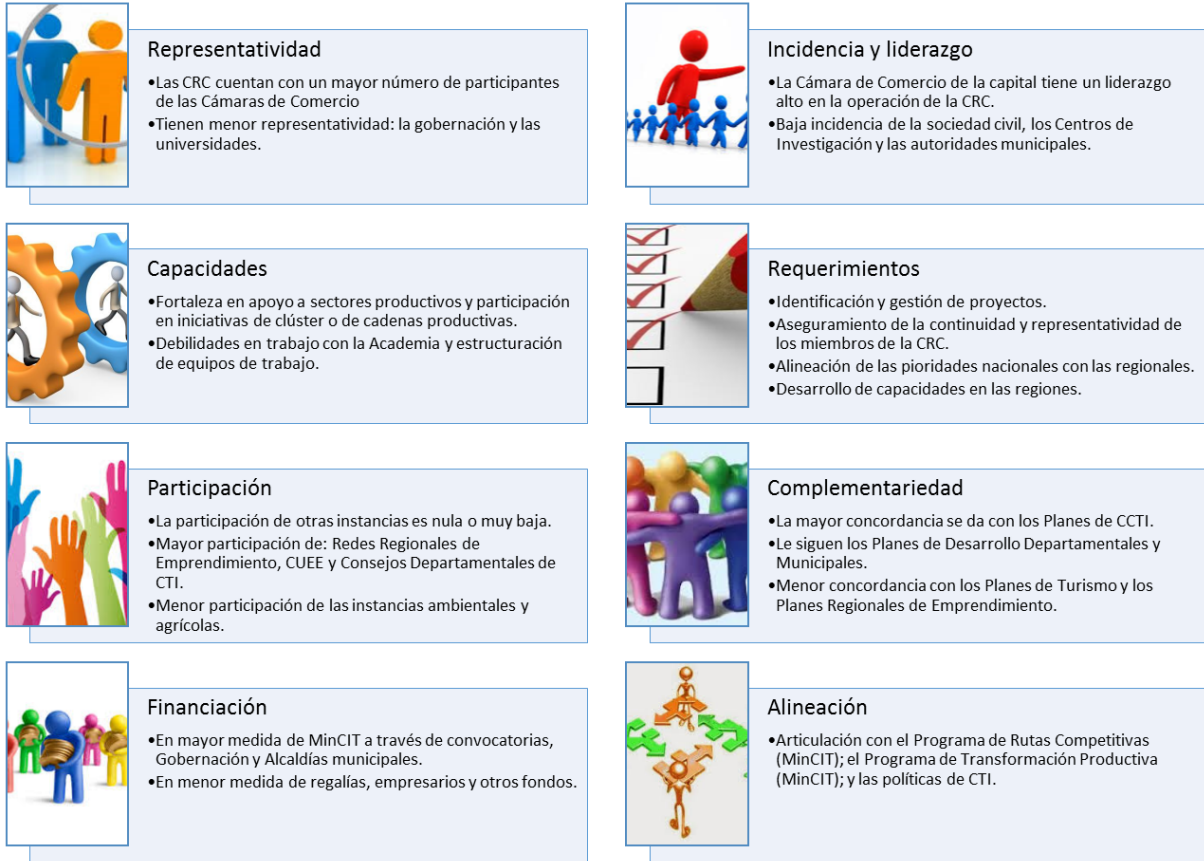 Representatividad
•Las CRC cuentan con un mayor número de participantes
de las Cámaras de Comercio
•Tienen menor representatividad: la gobernación y las
universidades.
Incidencia y liderazgo
•La Cámara de Comercio de la capital tiene un liderazgo
alto en la operación de la CRC.
•Baja incidencia de la sociedad civil, los Centros de
Investigación y las autoridades municipales.
Capacidades
•Fortaleza en apoyo a sectores productivos y participación
en iniciativas de clúster o de cadenas productivas.
•Debilidades en trabajo con la Academia y estructuración
de equipos de trabajo.
Requerimientos
•Identificación y gestión de proyectos.
•Aseguramiento de la continuidad y representatividad de
los miembros de la CRC.
•Alineación de las pioridades nacionales con las regionales.
•Desarrollo de capacidades en las regiones.
Participación
•La participación de otras instancias es nula o muy baja.
•Mayor participación de: Redes Regionales de
Emprendimiento, CUEE y Consejos Departamentales de
CTI.
•Menor participación de las instancias ambientales y
agrícolas.
Complementariedad
•La mayor concordancia se da con los Planes de CCTI.
•Le siguen los Planes de Desarrollo Departamentales y
Municipales.
•Menor concordancia con los Planes de Turismo y los
Planes Regionales de Emprendimiento.
Financiación
•En mayor medida de MinCIT a través de convocatorias,
Gobernación y Alcaldías municipales.
•En menor medida de regalías, empresarios y otros fondos.
Alineación
•Articulación con el Programa de Rutas Competitivas
(MinCIT); el Programa de Transformación Productiva
(MinCIT); y las políticas de CTI.